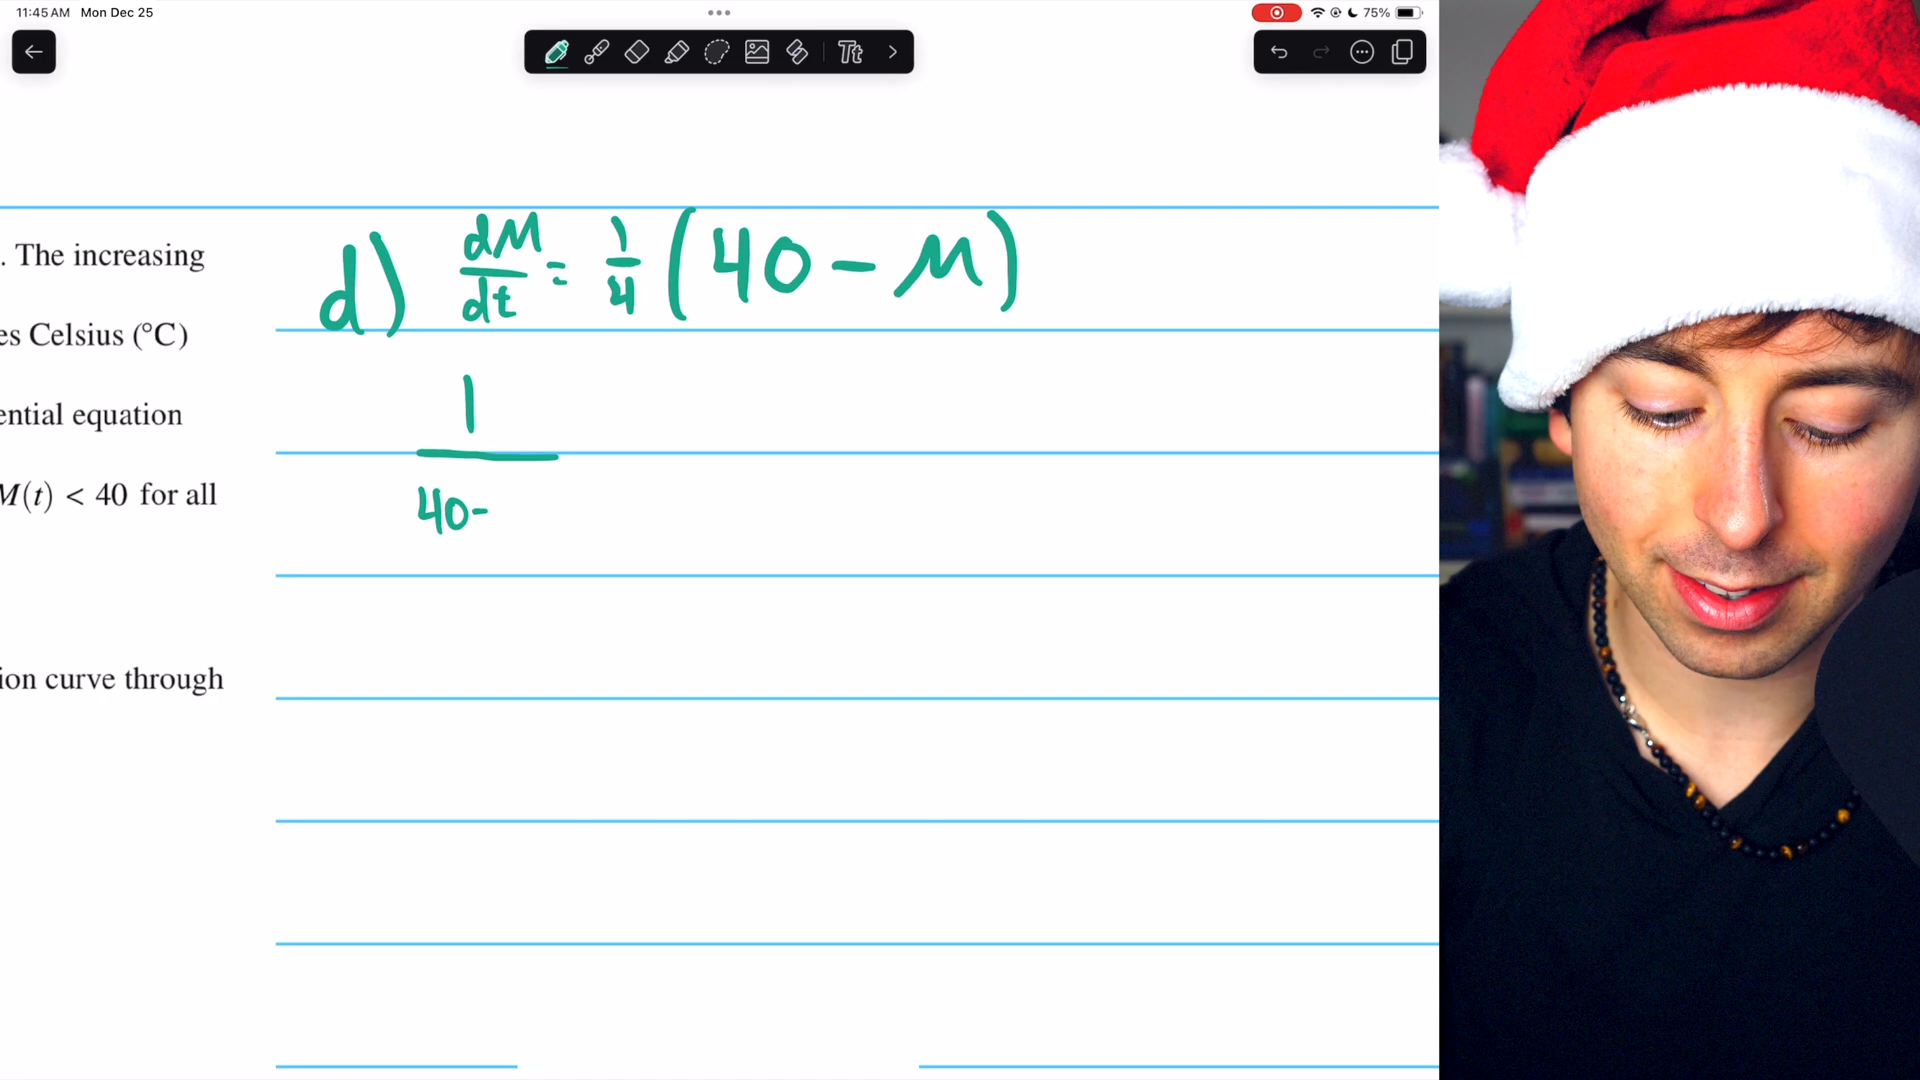 11:45 AM Mon Dec 25
75%
Tt
. The increasing
es Celsius (°C)
ential equation
M(t) < 40 for all
ion curve through
d) dM/dt = 1/4 (40 - M)
1
40-